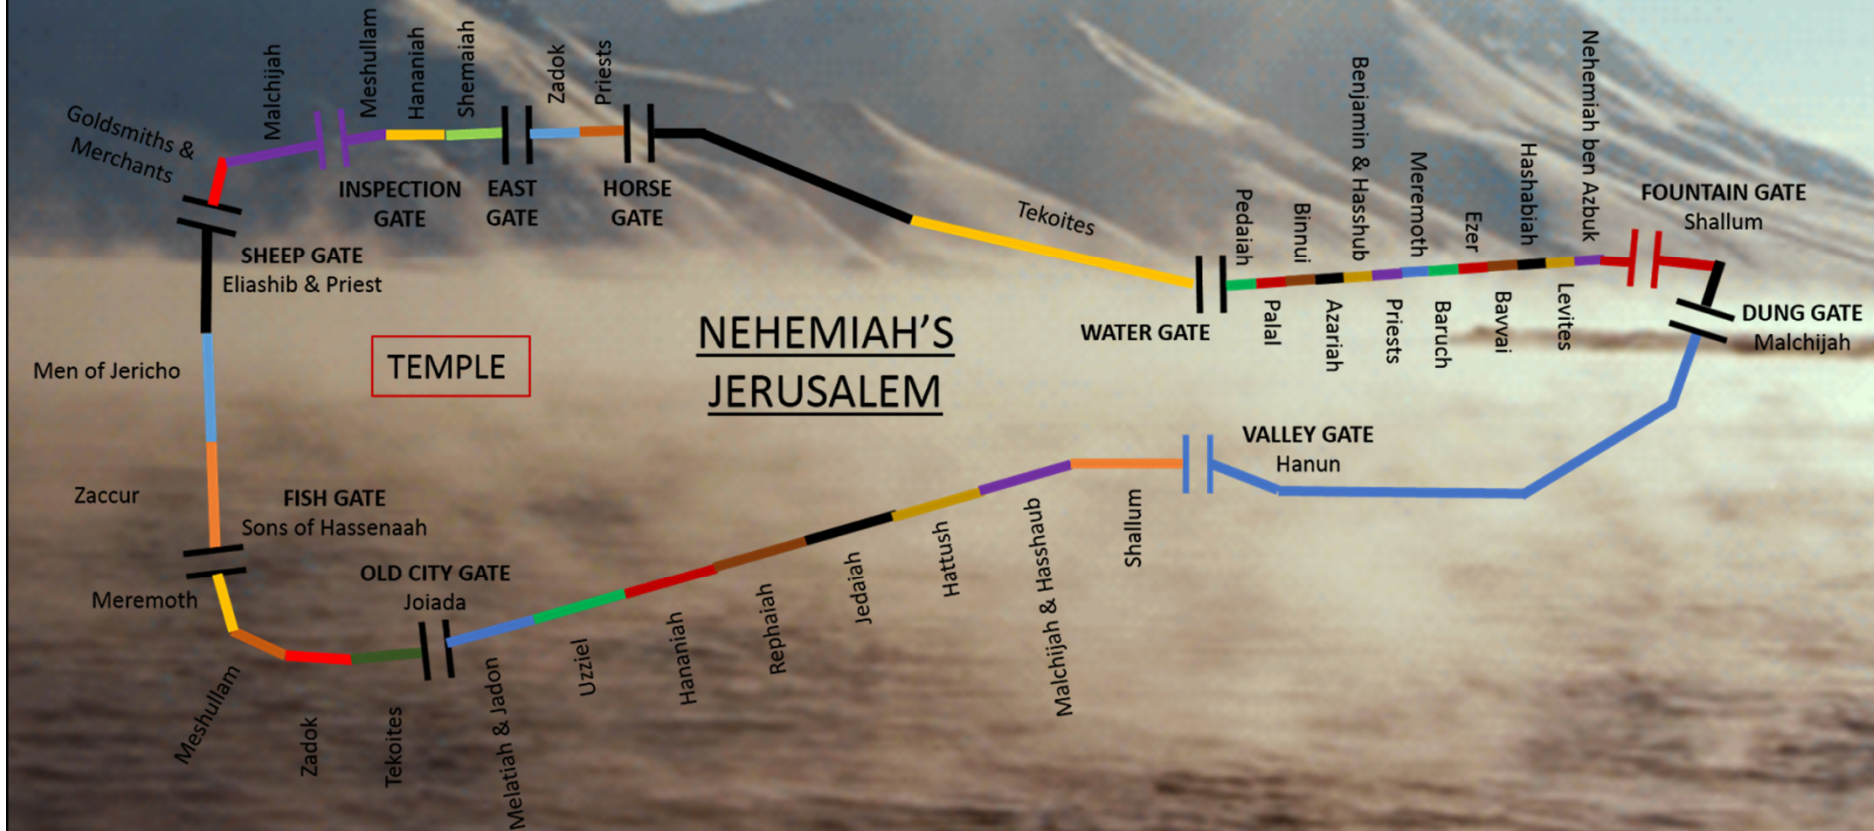 Goldsmiths &
Merchants
Malchijah
Meshullam
Hananiah
Shemaiah
Zadok
Priests
INSPECTION
GATE
EAST
GATE
HORSE
GATE
SHEEP GATE
Eliashib & Priest
Tekoites
Pedaiah
Binnui
Benjamin & Hasshub
Meremoth
Ezer
Hashabiah
Nehemiah ben Azbuk
FOUNTAIN GATE
Shallum
WATER GATE
Palal
Azariah
Priests
Baruch
Bavvai
Levites
DUNG GATE
Malchijah
Men of Jericho
TEMPLE
NEHEMIAH’S
JERUSALEM
VALLEY GATE
Hanun
Zaccur
FISH GATE
Sons of Hassenaah
Meremoth
OLD CITY GATE
Joiada
Meshullam
Zadok
Tekoites
Melatiah & Jadon
Uzziel
Hananiah
Rephaiah
Jedaiah
Hattush
Malchijah & Hasshaub
Shallum